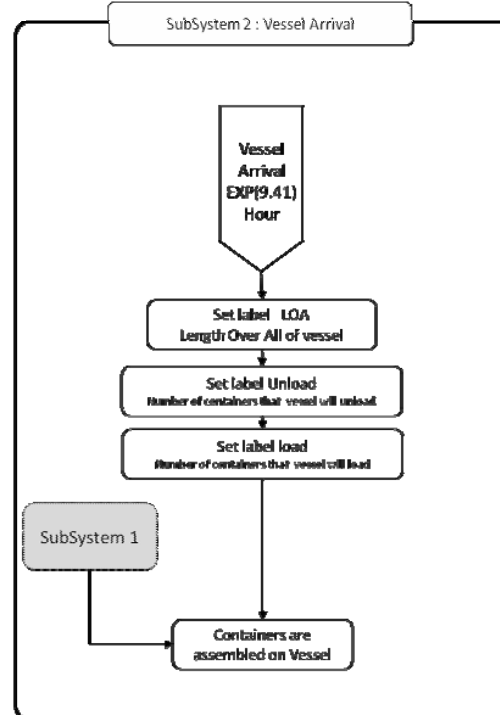 SubSystem 2 : Vessel Arrival
Vessel
Arrival
EXP(9.41)
Hour
Set label LOA
Length Over All of vessel
Set label Unload
Number of containers that vessel will unload
Set label load
Number of containers that vessel will load
SubSystem 1
Containers are
assembled on Vessel